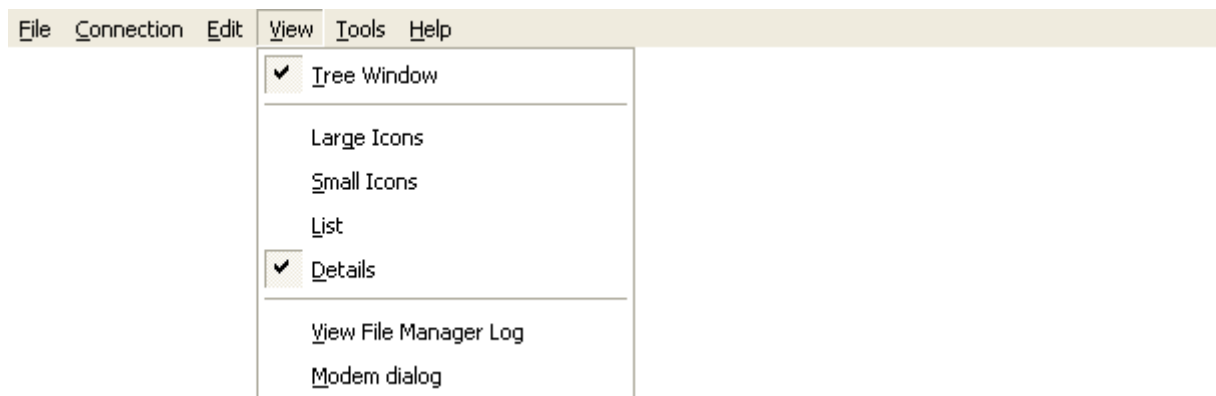 File Connection Edit View Tools Help
Tree Window
Large Icons
Small Icons
List
Details
View File Manager Log
Modem dialog